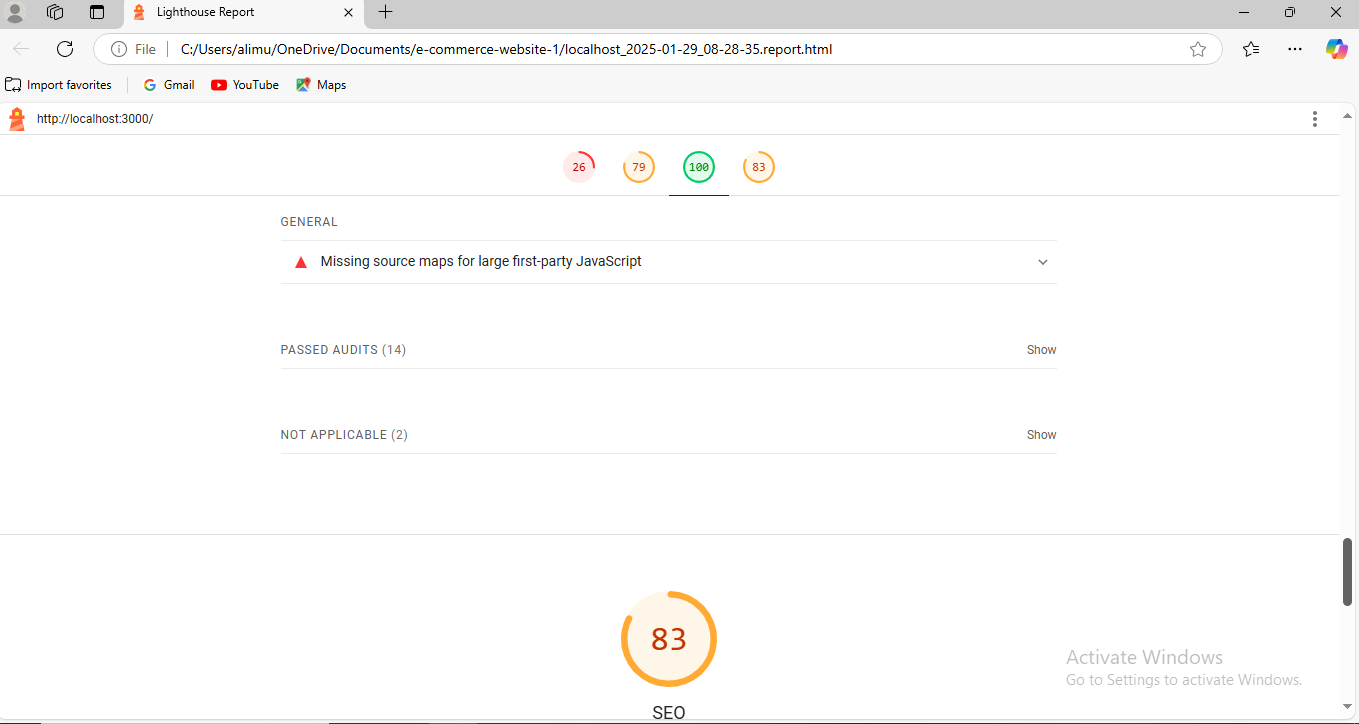 Lighthouse Report
File
C:/Users/alimu/OneDrive/Documents/e-commerce-website-1/localhost_2025-01-29_08-28-35.report.html
Import favorites
Gmail
YouTube
Maps
http://localhost:3000/
26
79
100
83
GENERAL
Missing source maps for large first-party JavaScript
PASSED AUDITS (14)
Show
NOT APPLICABLE (2)
Show
83
SEO
Activate Windows
Go to Settings to activate Windows.